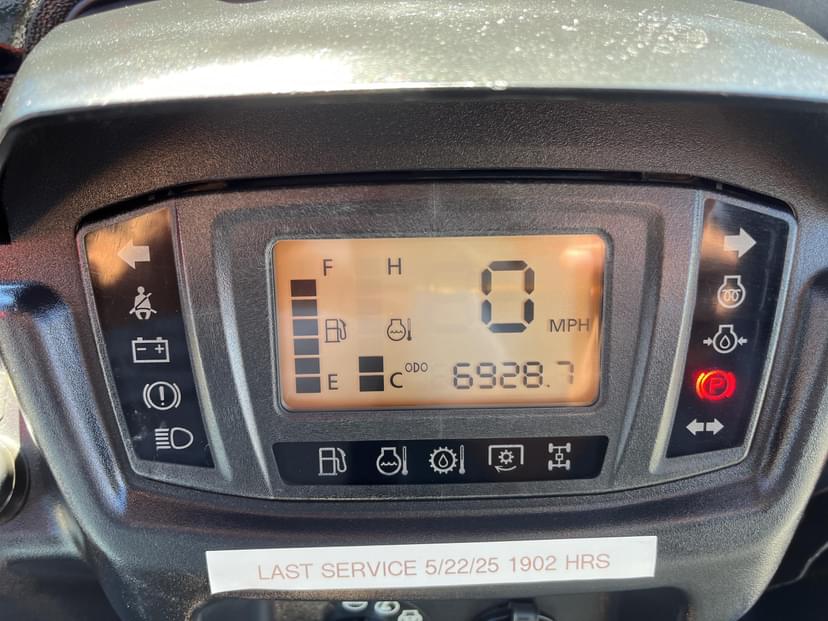 F H
0 MPH
E C ODO 6928.7
P
LAST SERVICE 5/22/25 1902 HRS